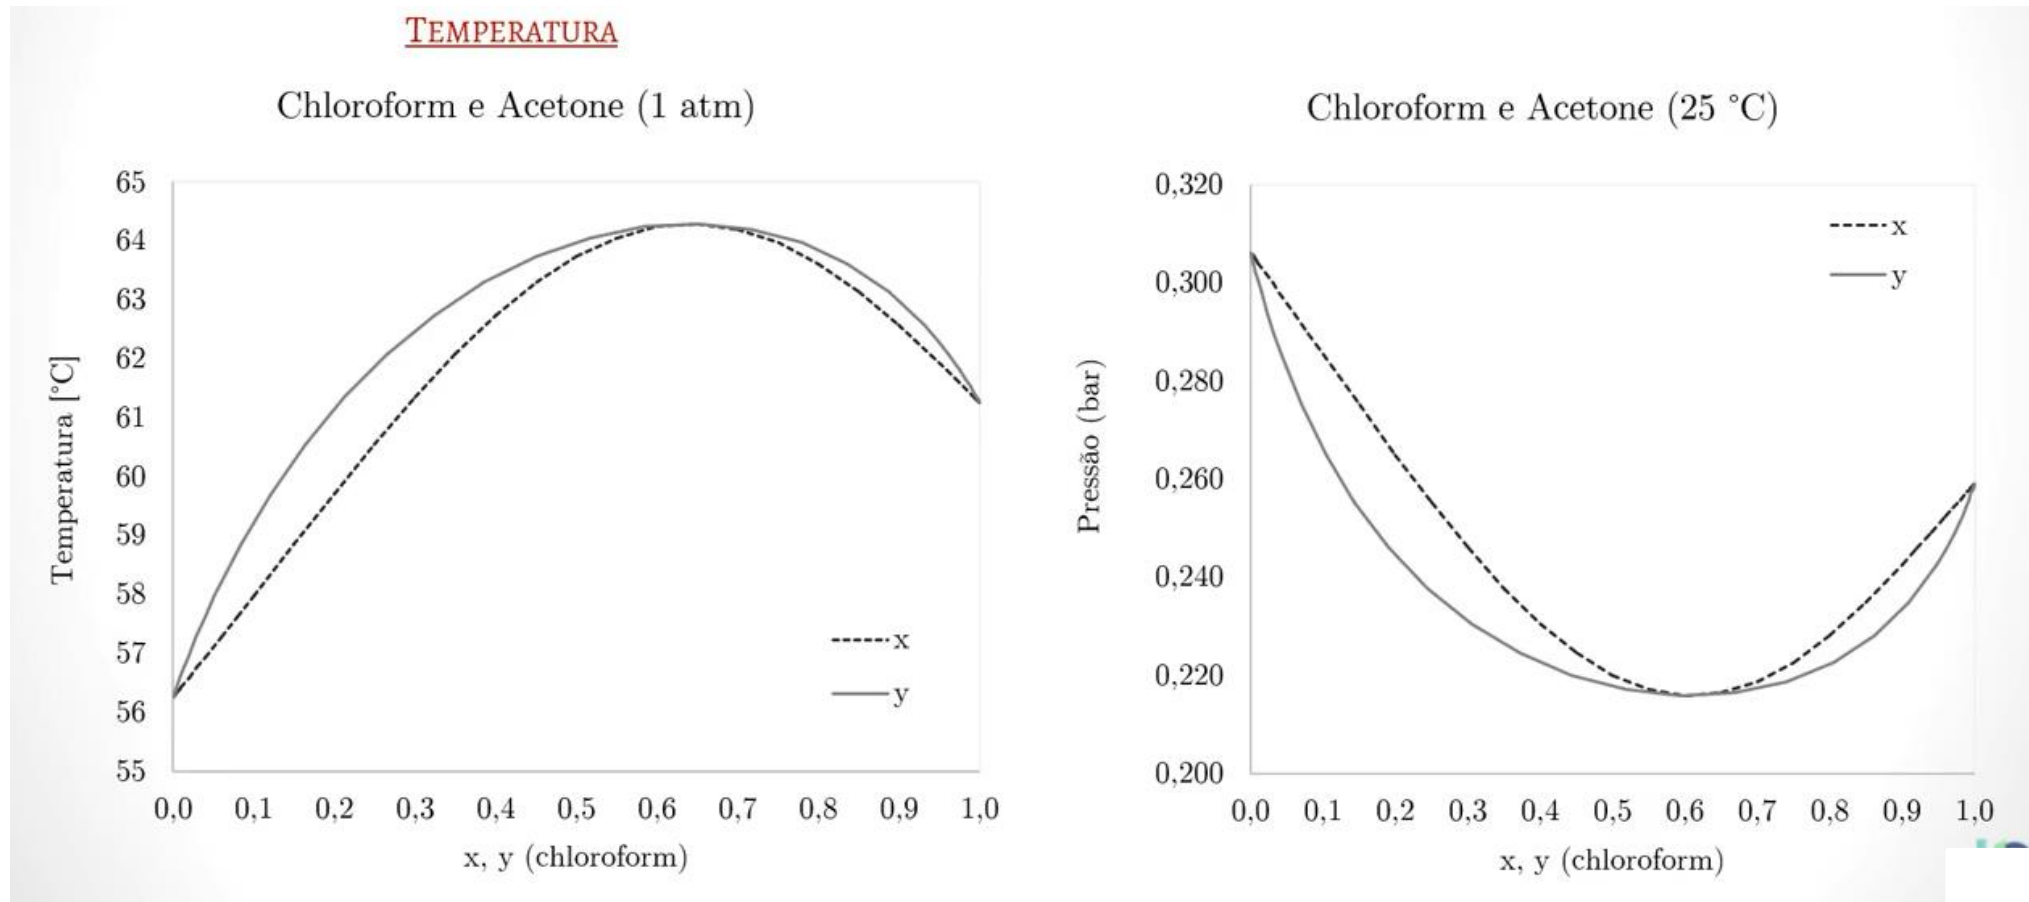 TEMPERATURA
Chloroform e Acetone (1 atm)
65
64
63
62
61
60
59
58
57
56
55
Temperatura [°C]
x
y
0,0 0,1 0,2 0,3 0,4 0,5 0,6 0,7 0,8 0,9 1,0
x, y (chloroform)
Chloroform e Acetone (25 °C)
0,320
0,300
0,280
0,260
0,240
0,220
0,200
Pressão (bar)
x
y
0,0 0,1 0,2 0,3 0,4 0,5 0,6 0,7 0,8 0,9 1,0
x, y (chloroform)